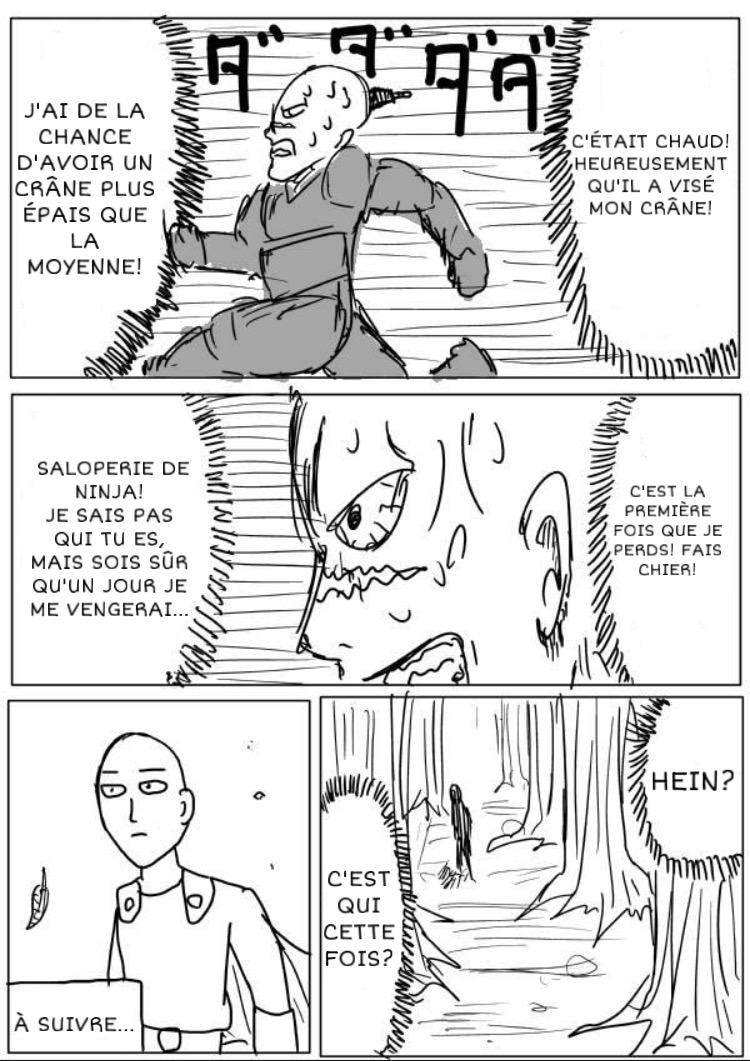 ダダダダ
C'ÉTAIT CHAUD!
HEUREUSEMENT
QU'IL A VISÉ
MON CRÂNE!
J'AI DE LA
CHANCE
D'AVOIR UN
CRÂNE PLUS
ÉPAIS QUE
LA
MOYENNE!
C'EST LA
PREMIÈRE
FOIS QUE JE
PERDS! FAIS
CHIER!
SALOPERIE DE
NINJA!
JE SAIS PAS
QUI TU ES,
MAIS SOIS SÛR
QU'UN JOUR JE
ME VENGERAI...
HEIN?
C'EST
QUI
CETTE
FOIS?
À SUIVRE...